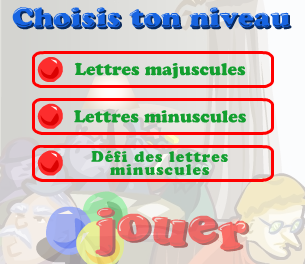 Choisis ton niveau
Lettres majuscules
Lettres minuscules
Défi des lettres
minuscules
jouer